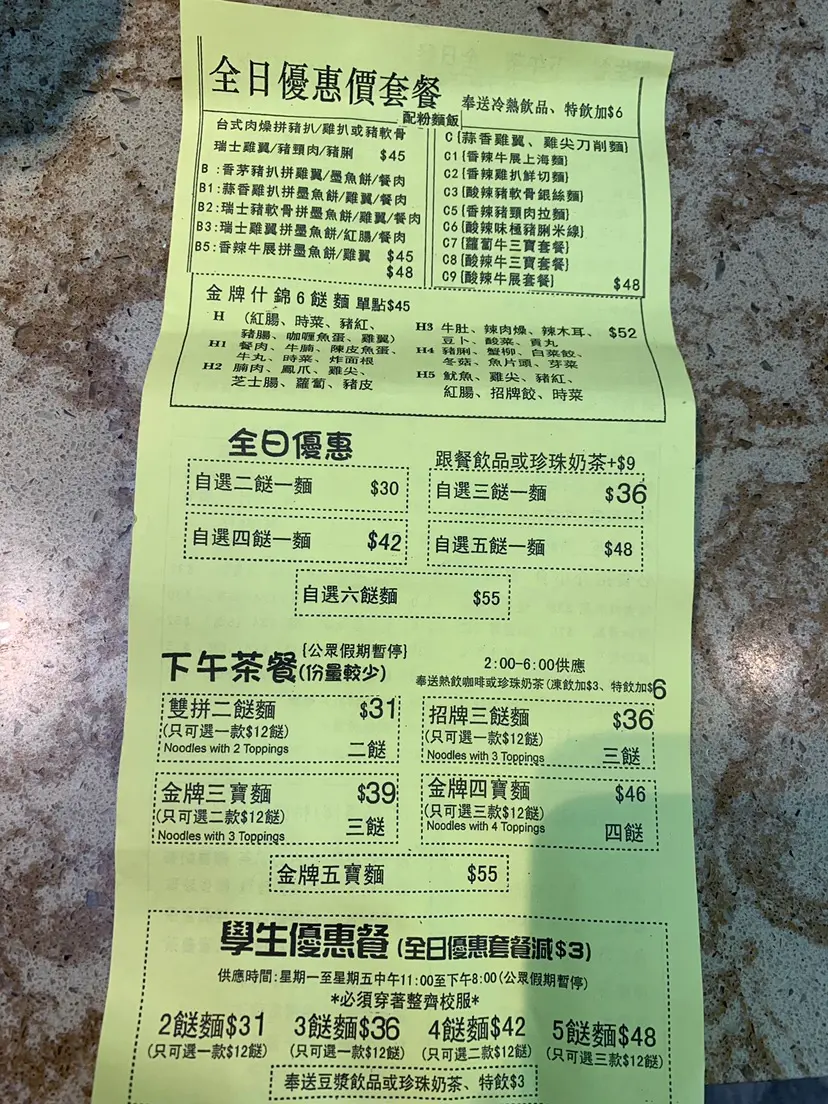 全日優惠價套餐
奉送冷熱飲品、特飲加$6
配粉麵飯
台式肉燥拼豬扒/雞扒或豬軟骨
瑞士雞翼/豬頸肉/豬脷 $45
B:香茅豬扒拼雞翼/墨魚餅/餐肉
B1:蒜香雞扒拼墨魚餅/雞翼/餐肉
B2:瑞士豬軟骨拼墨魚餅/雞翼/餐肉
B3:瑞士雞翼拼墨魚餅/紅腸/餐肉
B5:香辣牛展拼墨魚餅/雞翼 $45
$48
C{蒜香雞翼、雞尖刀削麵}
C1{香辣牛展上海麵}
C2{香辣雞扒鮮切麵}
C3{酸辣豬軟骨銀絲麵}
C5{香辣豬頸肉拉麵}
C6{酸辣味極豬脷米線}
C7{蘿蔔牛三寶套餐}
C8{酸辣牛三寶套餐}
C9{酸辣牛展套餐} $48
金牌什錦6餸麵 單點$45
H (紅腸、時菜、豬紅、
豬腸、咖喱魚蛋、雞翼)
H1 餐肉、牛腩、陳皮魚蛋、
牛丸、時菜、炸面根
H2 腩肉、鳳爪、雞尖、
芝士腸、蘿蔔、豬皮
H3 牛肚、辣肉燥、辣木耳、 $52
豆卜、酸菜、貢丸
H4 豬脷、蟹柳、白菜餃、
冬菇、魚片頭、芽菜
H5 魷魚、雞尖、豬紅、
紅腸、招牌餃、時菜
全日優惠
跟餐飲品或珍珠奶茶+$9
自選二餸一麵 $30
自選三餸一麵 $36
自選四餸一麵 $42
自選五餸一麵 $48
自選六餸麵 $55
下午茶餐{公眾假期暫停}
(份量較少)
2:00-6:00供應
奉送熱飲咖啡或珍珠奶茶(凍飲加$3、特飲加$6
雙拼二餸麵 $31
(只可選一款$12餸)
Noodles with 2 Toppings 二餸
招牌三餸麵 $36
(只可選一款$12餸)
Noodles with 3 Toppings 三餸
金牌三寶麵 $39
(只可選二款$12餸)
Noodles with 3 Toppings 三餸
金牌四寶麵 $46
(只可選三款$12餸)
Noodles with 4 Toppings 四餸
金牌五寶麵 $55
學生優惠餐(全日優惠套餐減$3)
供應時間:星期一至星期五中午11:00至下午8:00(公眾假期暫停)
*必須穿著整齊校服*
2餸麵$31 3餸麵$36 4餸麵$42 5餸麵$48
(只可選一款$12餸) (只可選一款$12餸) (只可選二款$12餸) (只可選三款$12餸)
奉送豆漿飲品或珍珠奶茶、特飲$3